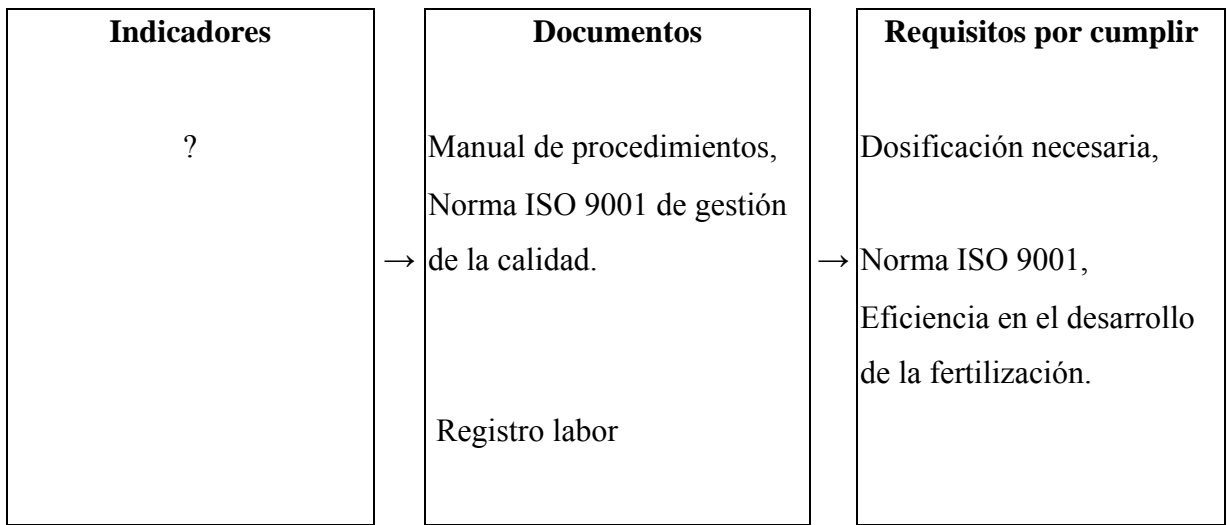 Indicadores
?
→
Documentos
Manual de procedimientos,
Norma ISO 9001 de gestión
de la calidad.
Registro labor
→
Requisitos por cumplir
Dosificación necesaria,
Norma ISO 9001,
Eficiencia en el desarrollo
de la fertilización.